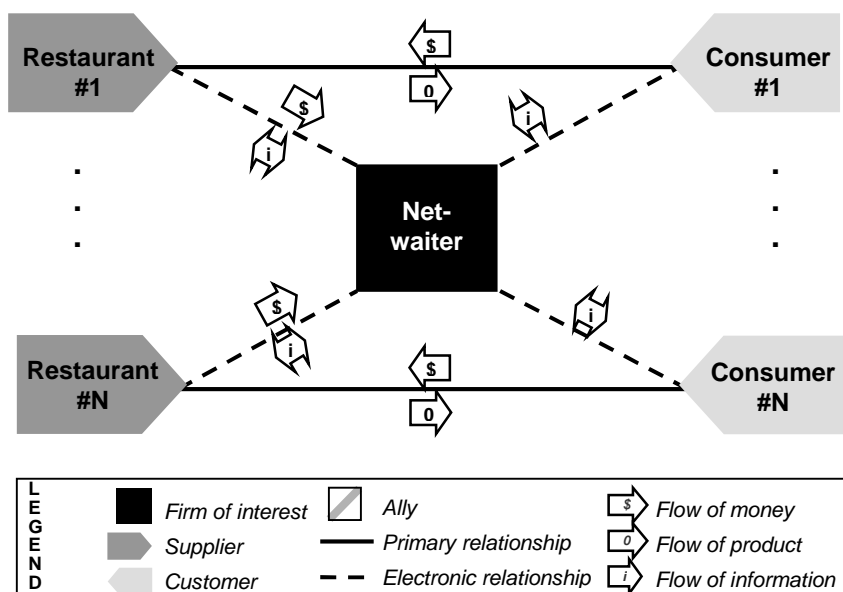 Restaurant
#1
$
0
Consumer
#1
$
i
i
.
.
.
Net-
waiter
.
.
.
$
i
i
Restaurant
#N
$
0
Consumer
#N
LEGEND
Firm of interest
Ally
$
Flow of money
Supplier
Primary relationship
0
Flow of product
Customer
Electronic relationship
i
Flow of information